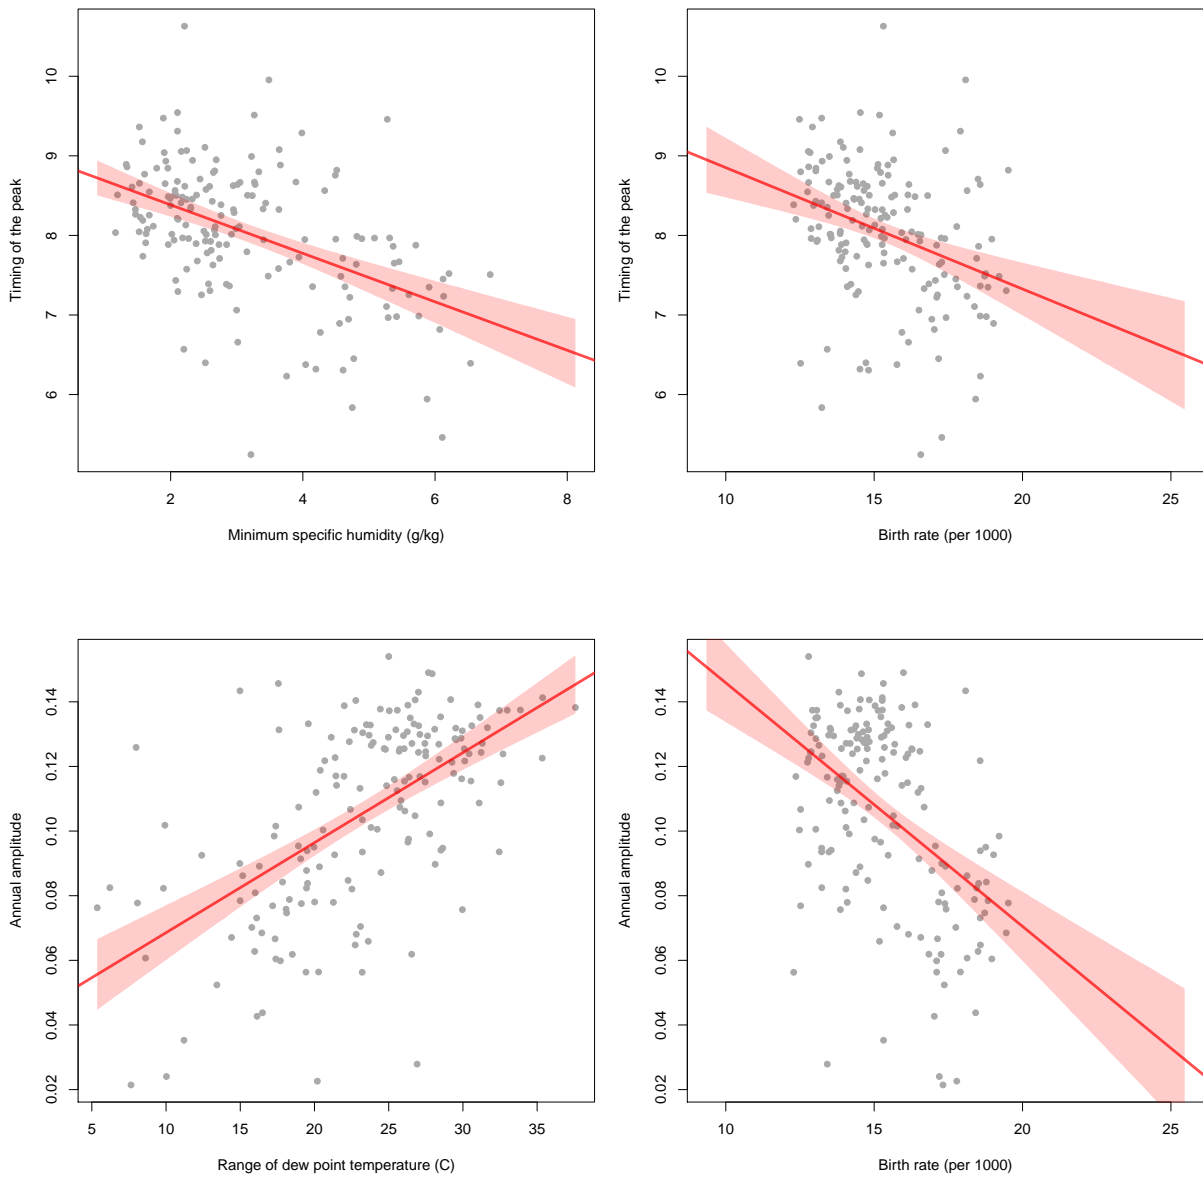 10
9
8
7
6
Timing of the peak
2 4 6 8
Minimum specific humidity (g/kg)
10
9
8
7
6
Timing of the peak
10 15 20 25
Birth rate (per 1000)
0.14
0.12
0.10
0.08
0.06
0.04
0.02
Annual amplitude
5 10 15 20 25 30 35
Range of dew point temperature (C)
0.14
0.12
0.10
0.08
0.06
0.04
0.02
Annual amplitude
10 15 20 25
Birth rate (per 1000)